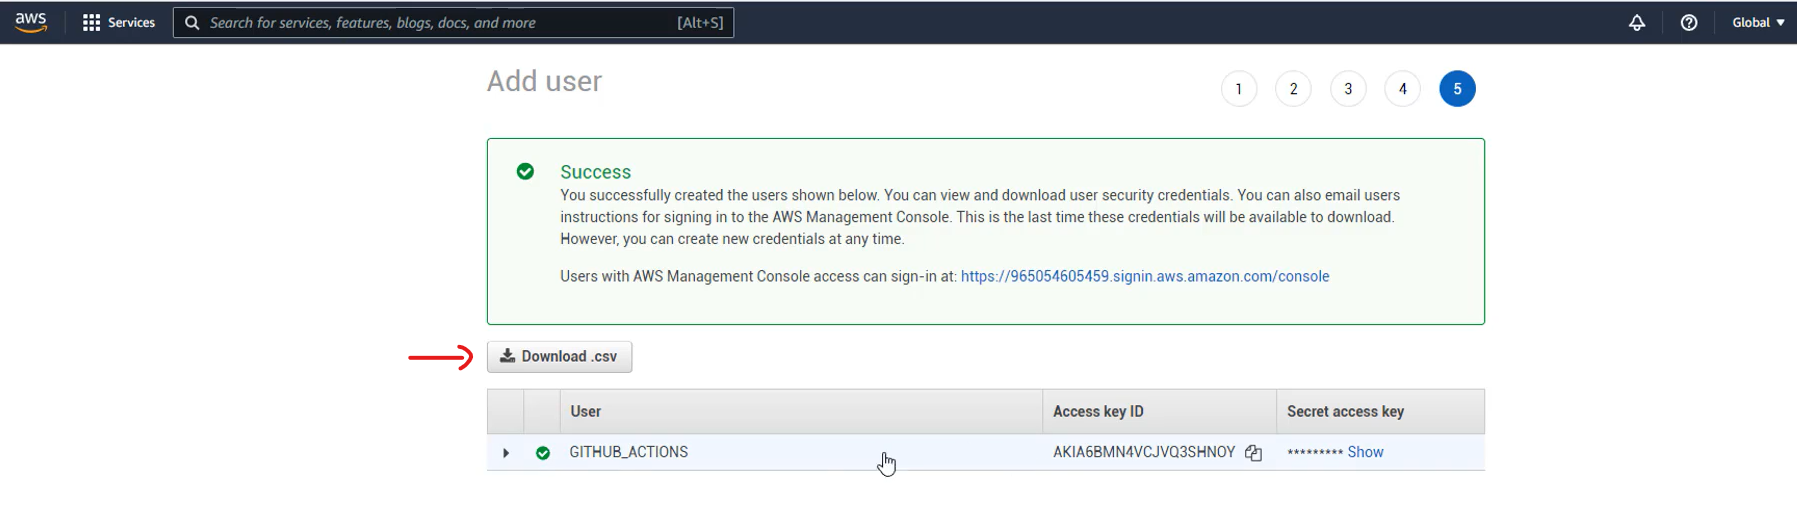 aws
Services
Search for services, features, blogs, docs, and more [Alt+S]
Global
Add user
1 2 3 4 5
Success
You successfully created the users shown below. You can view and download user security credentials. You can also email users
instructions for signing in to the AWS Management Console. This is the last time these credentials will be available to download.
However, you can create new credentials at any time.
Users with AWS Management Console access can sign-in at: https://965054605459.signin.aws.amazon.com/console
Download .csv
User Access key ID Secret access key
GITHUB_ACTIONS AKIA6BMN4VCJVQ3SHNOY ********* Show